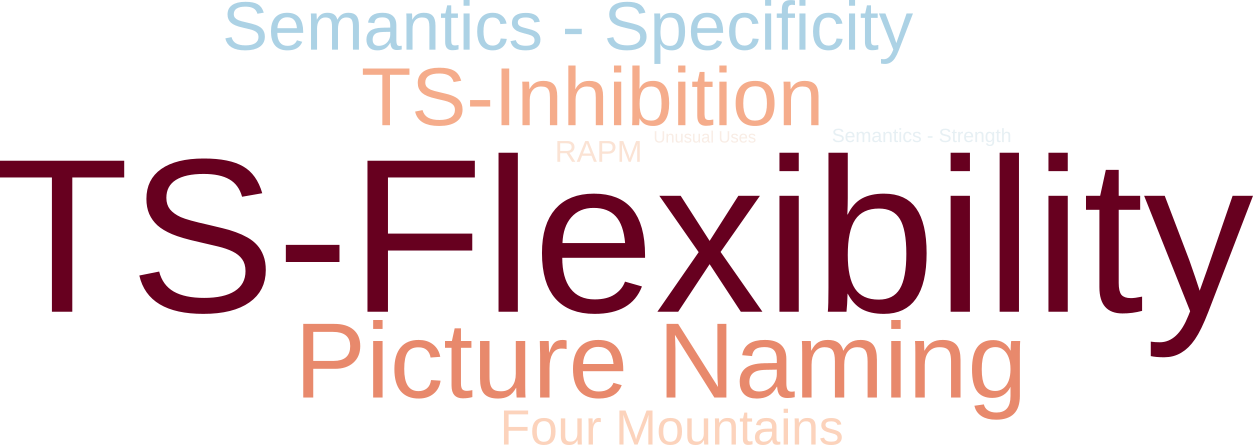 Semantics - Specificity
TS-Inhibition
Unusual Uses
Semantics - Strength
RAPM
TS-Flexibility
Picture Naming
Four Mountains